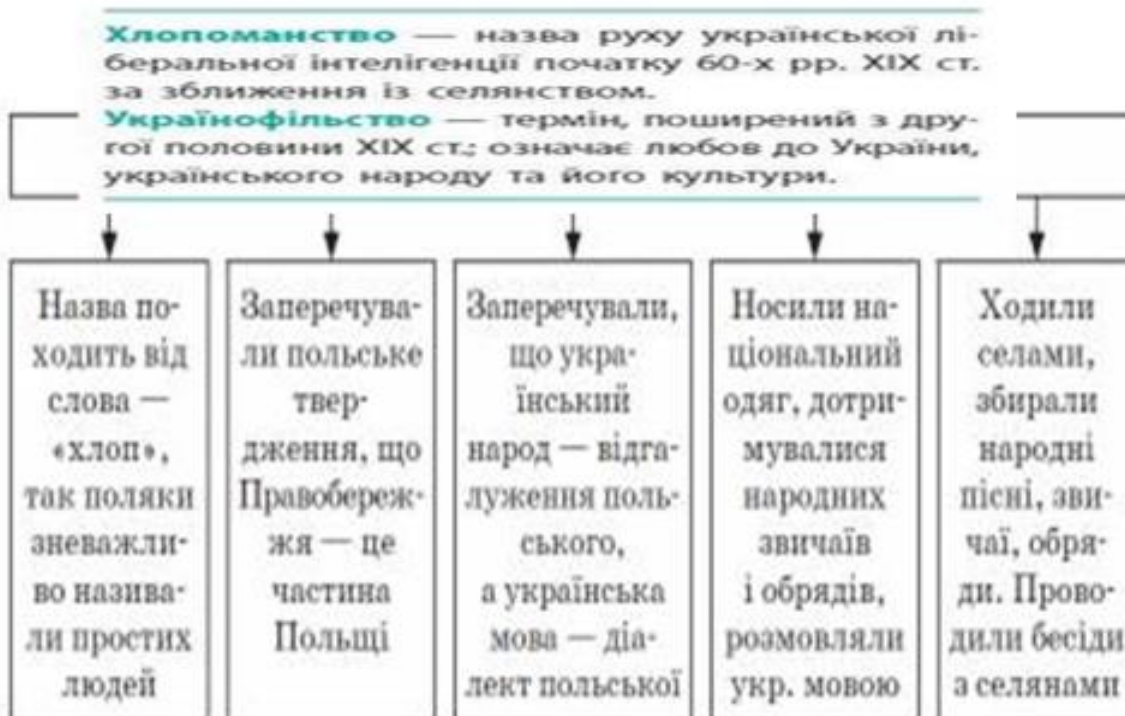 Хлопоманство — назва руху української лі-
беральної інтелігенції початку 60-х рр. XIX ст.
за зближення із селянством.
Українофільство — термін, поширений з дру-
гої половини XIX ст.; означає любов до України,
українського народу та його культури.
Назва по-
ходить від
слова —
«хлоп»,
так поляки
зневажли-
во назива-
ли простих
людей
Заперечува-
ли польське
твер-
дження, що
Правобереж-
жя — це
частина
Польщі
Заперечували,
що укра-
їнський
народ — відга-
луження поль-
ського,
а українська
мова — діа-
лект польської
Носили на-
ціональний
одяг, дотри-
мувалися
народних
звичаїв
і обрядів,
розмовляли
укр. мовою
Ходили
селами,
збирали
народні
пісні, зви-
чаї, обря-
ди. Прово-
дили бесіди
з селянами